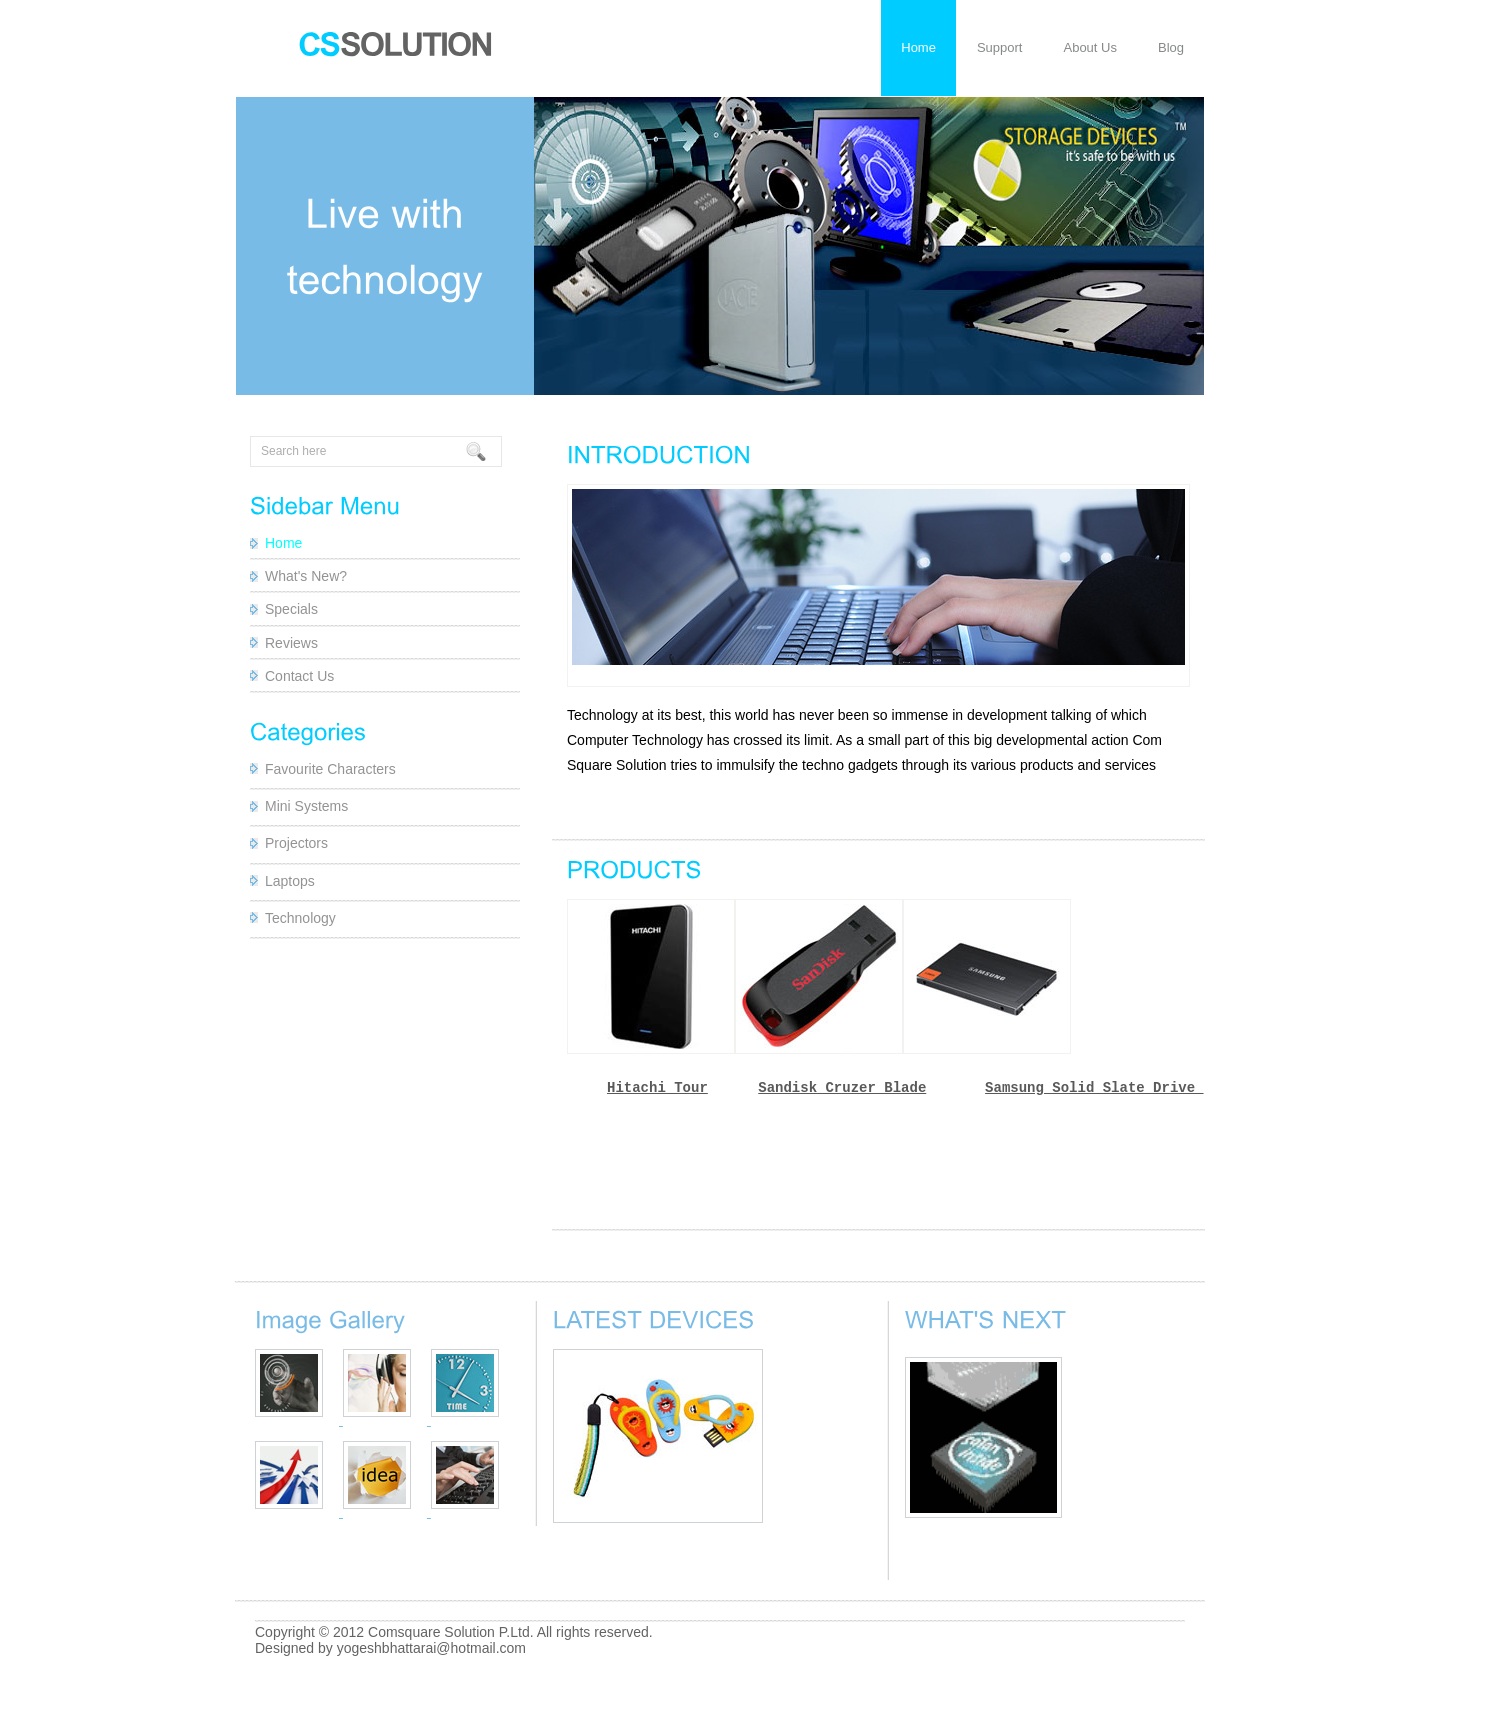 CSSOLUTION
Home
Support
About Us
Blog
Live with
technology
STORAGE DEVICES
TM
it's safe to be with us
LACIE
Search here
Sidebar Menu
Home
What's New?
Specials
Reviews
Contact Us
Categories
Favourite Characters
Mini Systems
Projectors
Laptops
Technology
INTRODUCTION
Technology at its best, this world has never been so immense in development talking of which
Computer Technology has crossed its limit. As a small part of this big developmental action Com
Square Solution tries to immulsify the techno gadgets through its various products and services
PRODUCTS
HITACHI
SanDisk
SAMSUNG
Hitachi Tour
Sandisk Cruzer Blade
Samsung Solid Slate Drive
Image Gallery
12
3
TIME
idea
LATEST DEVICES
WHAT'S NEXT
satan
inside
Copyright © 2012 Comsquare Solution P.Ltd. All rights reserved.
Designed by yogeshbhattarai@hotmail.com